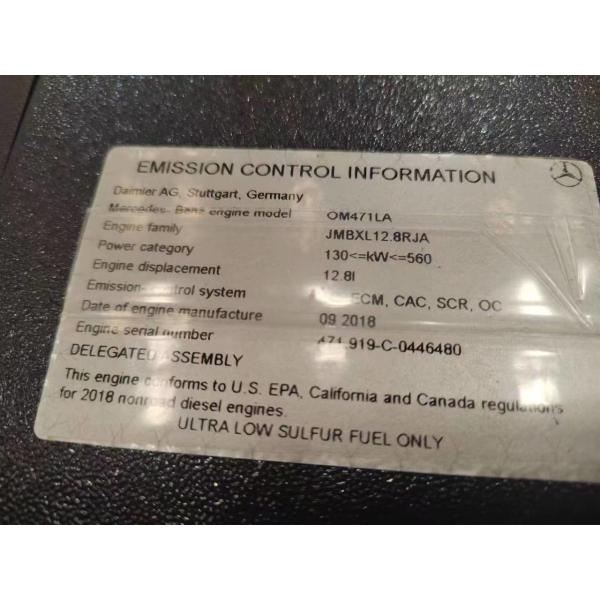 EMISSION CONTROL INFORMATION
Daimler AG, Stuttgart, Germany
Mercedes- Benz engine model OM471LA
Engine family JMBXL12.8RJA
Power category 130<=kW<=560
Engine displacement 12.8l
Emission control system ECM, CAC, SCR, OC
Date of engine manufacture 09.2018
Engine serial number 471.919-C-0446480
DELEGATED ASSEMBLY
This engine conforms to U.S. EPA, California and Canada regulations
for 2018 nonroad diesel engines.
ULTRA LOW SULFUR FUEL ONLY